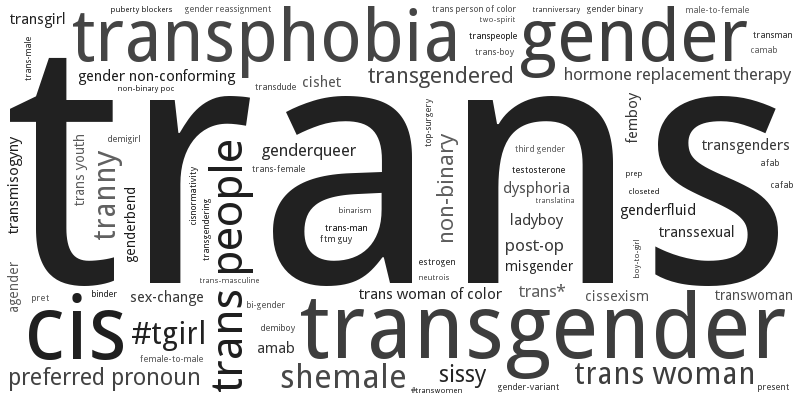 transgirl
puberty blockers
gender reassignment
trans person of color
two-spirit
tranniversary
gender binary
male-to-female
transphobia
transpeople
gender
transman
trans-male
trans-boy
camab
gender non-conforming
non-binary poc
transdude
cishet
transgendered
hormone replacement therapy
trans
transmisogyny
trans youth
tranny
demigirl
genderbend
cisnormativity
transgendering
trans people
genderqueer
trans-female
binarism
trans-man
ftm guy
top-surgery
non-binary
third gender
testosterone
dysphoria
translatina
ladyboy
post-op
misgender
femboy
prep
closeted
genderfluid
transsexual
boy-to-girl
transgenders
afab
cafab
estrogen
neutrois
trans-masculine
agender
pret
binder
sex-change
bi-gender
trans woman of color
trans*
cissexism
transwoman
cis
#tgirl
female-to-male
demiboy
amab
transgender
preferred pronoun
shemale
sissy
#transwomen
gender-variant
trans woman
present